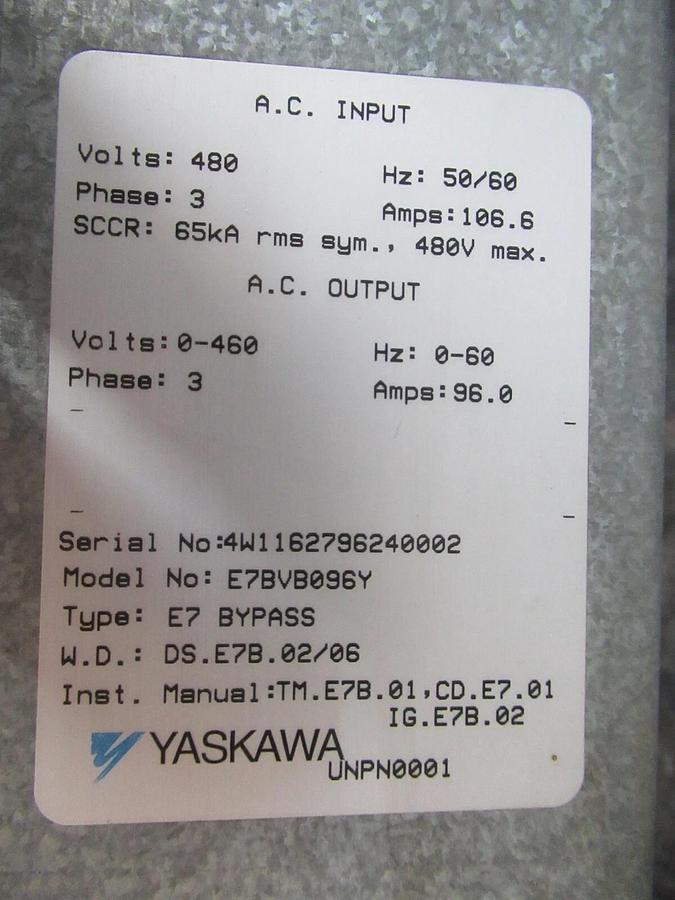 A.C. INPUT
Volts: 480 Hz: 50/60
Phase: 3 Amps:106.6
SCCR: 65kA rms sym., 480V max.
A.C. OUTPUT
Volts:0-460 Hz: 0-60
Phase: 3 Amps:96.0
Serial No:4W1162796240002
Model No: E7BVB096Y
Type: E7 BYPASS
W.D.: DS.E7B.02/06
Inst. Manual:TM.E7B.01,CD.E7.01
IG.E7B.02
YASKAWA
UNPN0001